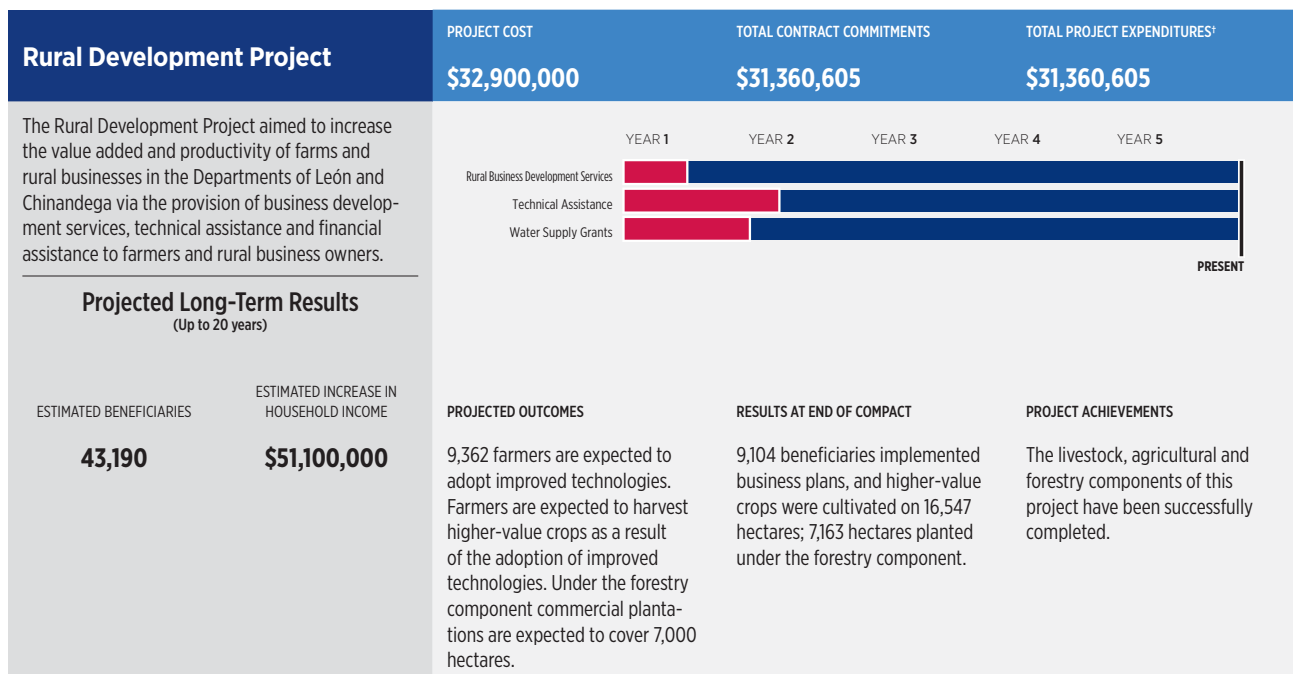 Rural Development Project
PROJECT COST
$32,900,000
TOTAL CONTRACT COMMITMENTS
$31,360,605
TOTAL PROJECT EXPENDITURES‡
$31,360,605
The Rural Development Project aimed to increase
the value added and productivity of farms and
rural businesses in the Departments of León and
Chinandega via the provision of business develop-
ment services, technical assistance and financial
assistance to farmers and rural business owners.
Projected Long-Term Results
(Up to 20 years)
ESTIMATED BENEFICIARIES
43,190
ESTIMATED INCREASE IN
HOUSEHOLD INCOME
$51,100,000
YEAR 1 YEAR 2 YEAR 3 YEAR 4 YEAR 5
Rural Business Development Services
Technical Assistance
Water Supply Grants
PRESENT
PROJECTED OUTCOMES
9,362 farmers are expected to
adopt improved technologies.
Farmers are expected to harvest
higher-value crops as a result
of the adoption of improved
technologies. Under the forestry
component commercial planta-
tions are expected to cover 7,000
hectares.
RESULTS AT END OF COMPACT
9,104 beneficiaries implemented
business plans, and higher-value
crops were cultivated on 16,547
hectares; 7,163 hectares planted
under the forestry component.
PROJECT ACHIEVEMENTS
The livestock, agricultural and
forestry components of this
project have been successfully
completed.